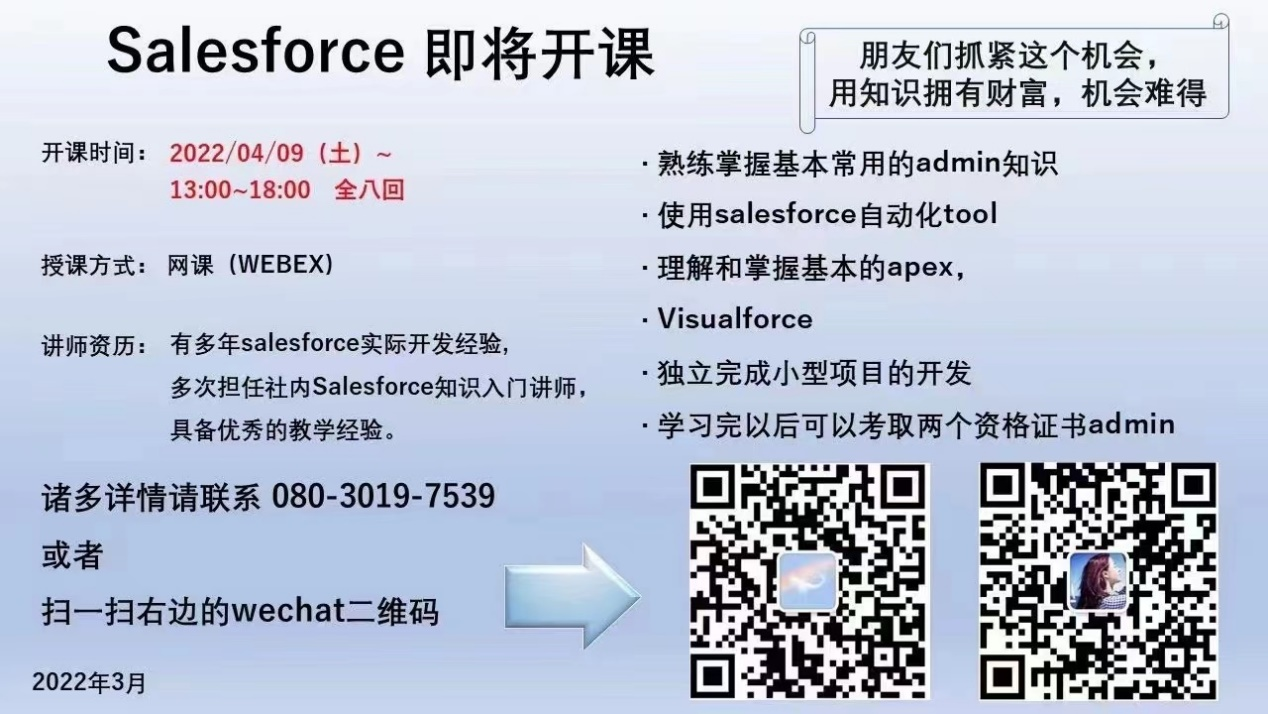 Salesforce 即将开课
朋友们抓紧这个机会，
用知识拥有财富，机会难得
开课时间： 2022/04/09（土）~
13:00~18:00 全八回
授课方式： 网课（WEBEX）
讲师资历： 有多年salesforce实际开发经验,
多次担任社内Salesforce知识入门讲师，
具备优秀的教学经验。
· 熟练掌握基本常用的admin知识
· 使用salesforce自动化tool
· 理解和掌握基本的apex，
· Visualforce
· 独立完成小型项目的开发
· 学习完以后可以考取两个资格证书admin
诸多详情请联系 080-3019-7539
或者
扫一扫右边的wechat二维码
2022年3月